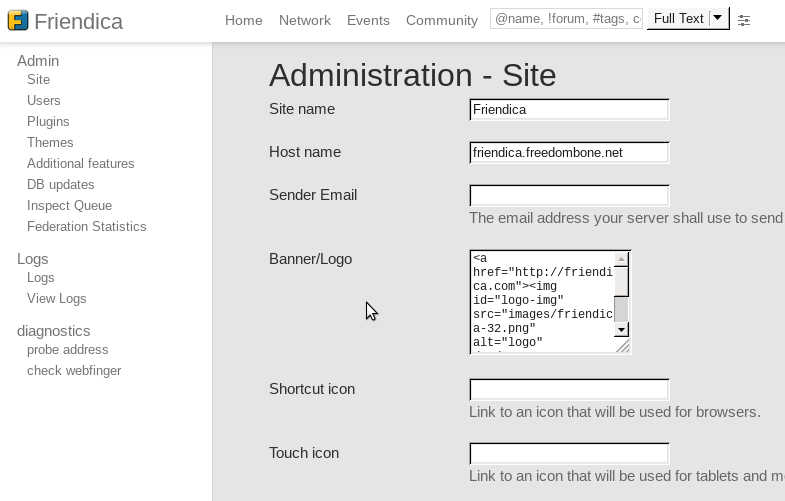 Friendica
Home Network Events Community @name, !forum, #tags, c Full Text
Admin
Site
Users
Plugins
Themes
Additional features
DB updates
Inspect Queue
Federation Statistics
Logs
Logs
View Logs
diagnostics
probe address
check webfinger
Administration - Site
Site name Friendica
Host name friendica.freedombone.net
Sender Email
The email address your server shall use to send
Banner/Logo
<a
href="http://friendi
ca.com"><img
id="logo-img"
src="images/friendic
a-32.png"
alt="logo"
Shortcut icon
Link to an icon that will be used for browsers.
Touch icon
Link to an icon that will be used for tablets and